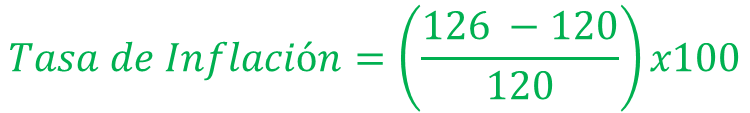 Tasa de Inflación = (126 − 120 / 120) x100